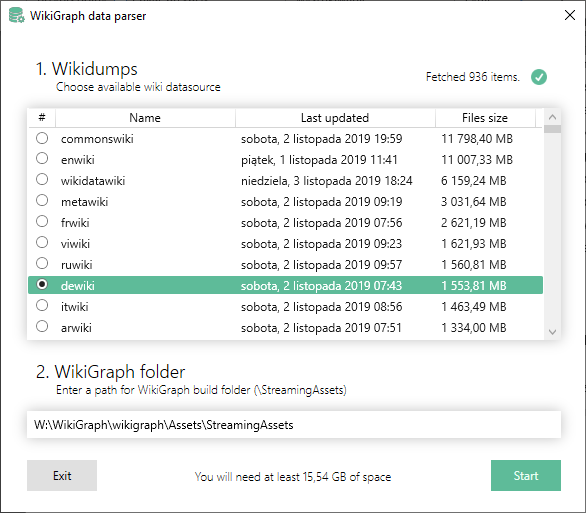 WikiGraph data parser
1. Wikidumps
Choose available wiki datasource
Fetched 936 items.
# Name Last updated Files size
commonswiki sobota, 2 listopada 2019 19:59 11 798,40 MB
enwiki piątek, 1 listopada 2019 11:41 11 007,33 MB
wikidatawiki niedziela, 3 listopada 2019 18:24 6 159,24 MB
metawiki sobota, 2 listopada 2019 09:19 3 031,64 MB
frwiki sobota, 2 listopada 2019 07:56 2 621,19 MB
viwiki sobota, 2 listopada 2019 09:23 1 621,93 MB
ruwiki sobota, 2 listopada 2019 09:57 1 560,81 MB
dewiki sobota, 2 listopada 2019 07:43 1 553,81 MB
itwiki sobota, 2 listopada 2019 08:56 1 463,49 MB
arwiki sobota, 2 listopada 2019 07:51 1 334,00 MB
2. WikiGraph folder
Enter a path for WikiGraph build folder (\StreamingAssets)
W:\WikiGraph\wikigraph\Assets\StreamingAssets
Exit
You will need at least 15,54 GB of space
Start